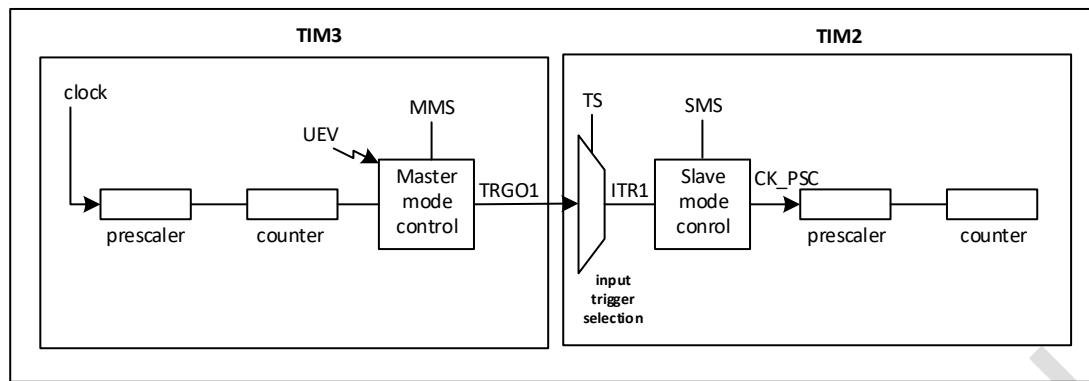 TIM3
TIM2
clock
MMS
TS
SMS
UEV
Master
mode
control
TRGO1
ITR1
Slave
mode
conrol
CK_PSC
prescaler
counter
prescaler
counter
input
trigger
selection